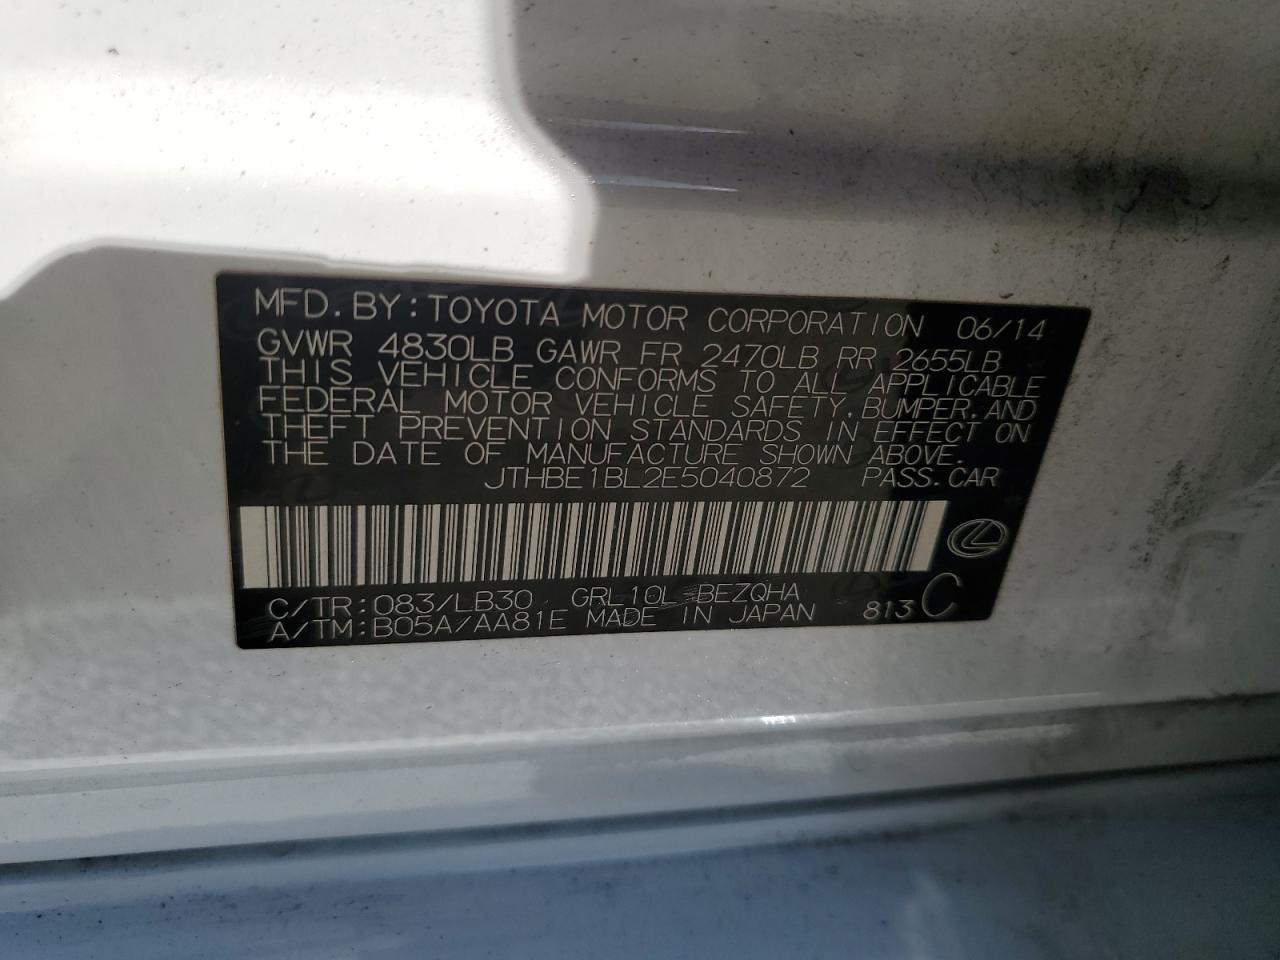 MFD. BY: TOYOTA MOTOR CORPORATION 06/14
GVWR 4830LB GAWR FR 2470LB RR 2655LB
THIS VEHICLE CONFORMS TO ALL APPLICABLE
FEDERAL MOTOR VEHICLE SAFETY, BUMPER, AND
THEFT PREVENTION STANDARDS IN EFFECT ON
THE DATE OF MANUFACTURE SHOWN ABOVE.
JTHBE1BL2E5040872 PASS. CAR
C/TR: 083/LB30 GRL10L-BEZQHA
A/TM: B05A/AA81E MADE IN JAPAN 813 C